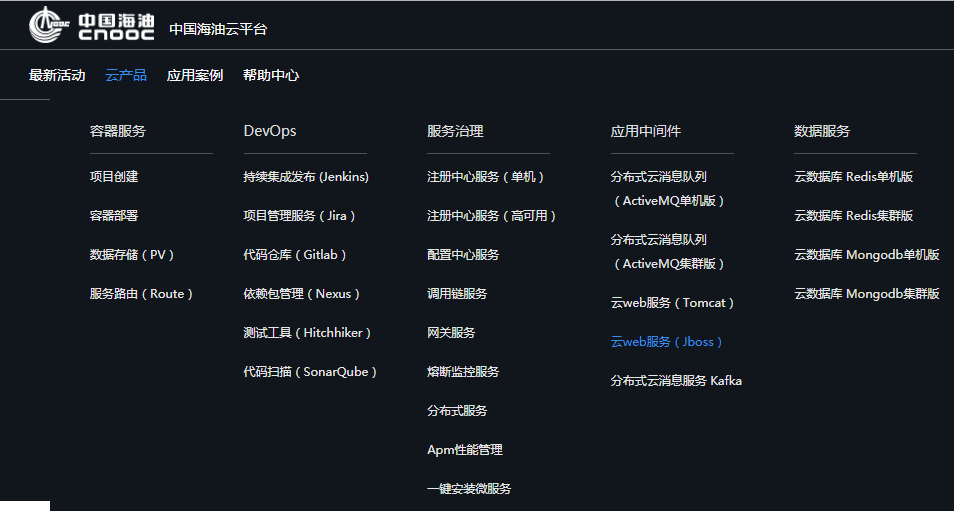 中国海油
CNOOC
中国海油云平台
最新活动 云产品 应用案例 帮助中心
容器服务
项目创建
容器部署
数据存储（PV）
服务路由（Route）
DevOps
持续集成发布 (Jenkins)
项目管理服务（Jira）
代码仓库（Gitlab）
依赖包管理（Nexus）
测试工具（Hitchhiker）
代码扫描（SonarQube）
服务治理
注册中心服务（单机）
注册中心服务（高可用）
配置中心服务
调用链服务
网关服务
熔断监控服务
分布式服务
Apm性能管理
一键安装微服务
应用中间件
分布式云消息队列
（ActiveMQ单机版）
分布式云消息队列
（ActiveMQ集群版）
云web服务（Tomcat）
云web服务（Jboss）
分布式云消息服务 Kafka
数据服务
云数据库 Redis单机版
云数据库 Redis集群版
云数据库 Mongodb单机版
云数据库 Mongodb集群版